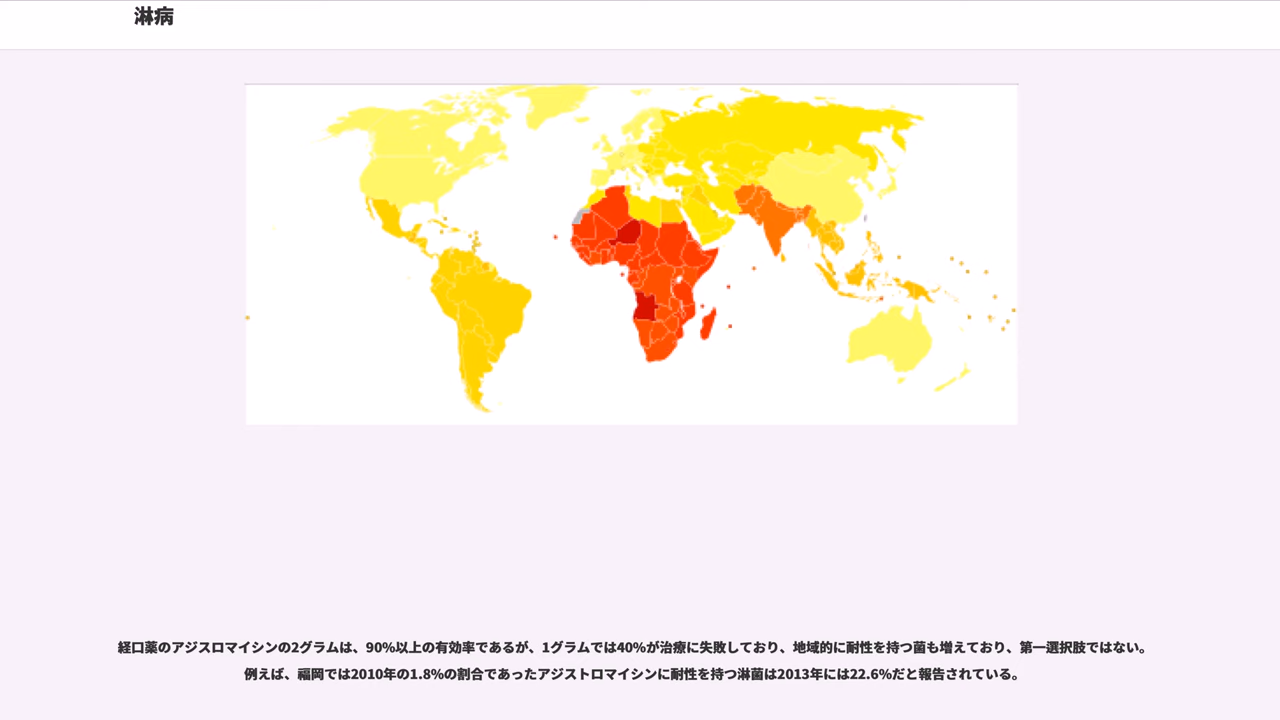 淋病
経口薬のアジスロマイシンの2グラムは、90%以上の有効率であるが、1グラムでは40%が治療に失敗しており、地域的に耐性を持つ菌も増えており、第一選択肢ではない。
例えば、福岡では2010年の1.8%の割合であったアジストロマイシンに耐性を持つ淋菌は2013年には22.6%だと報告されている。